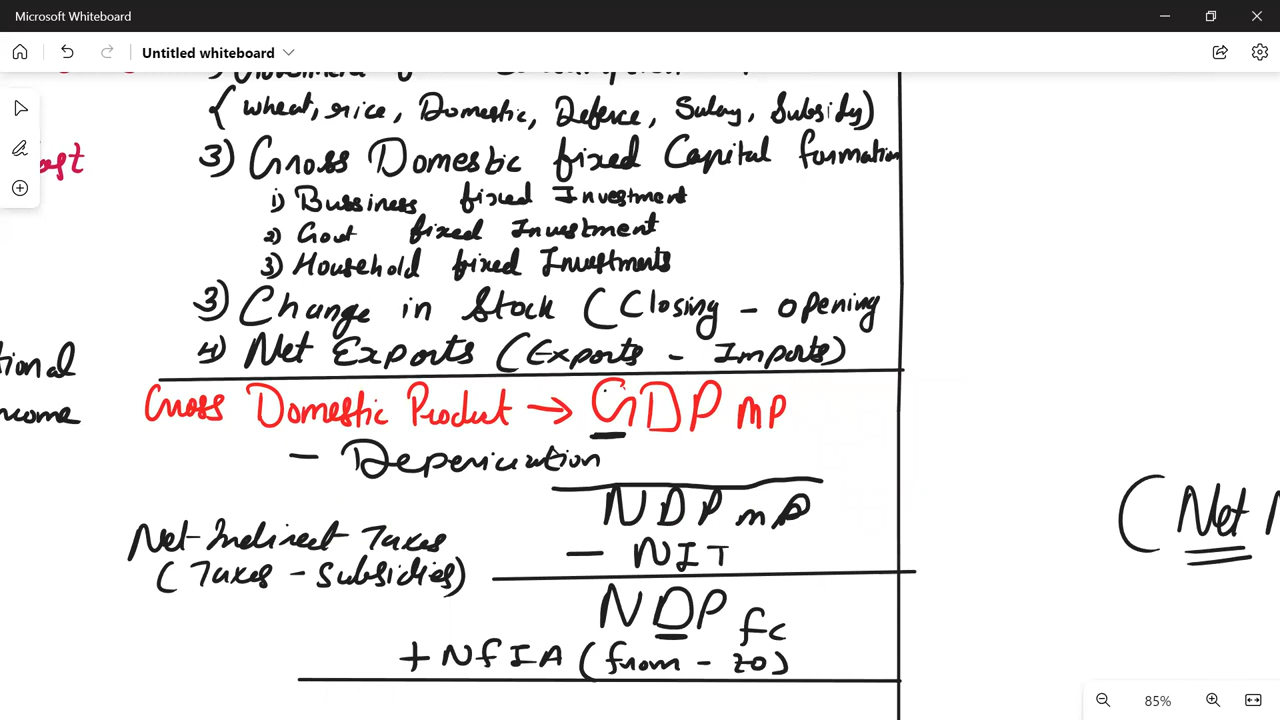 Microsoft Whiteboard
Untitled whiteboard
(wheat, rice, Domestic, Defence, Salary, Subsidy)
3) Gross Domestic fixed Capital formation
1) Bussiness fixed Investment
2) Govt fixed Investment
3) Household fixed Investments
3) Change in Stock (Closing - opening
4) Net Exports (Exports - Imports)
tional
ncome
Gross Domestic Product → GDP MP
- Depericiation
NDP MP
Net Indirect Taxes
(Taxes - subsidies)
- NIT
NDP fc
+ NFIA (from - to)
(Net
85%